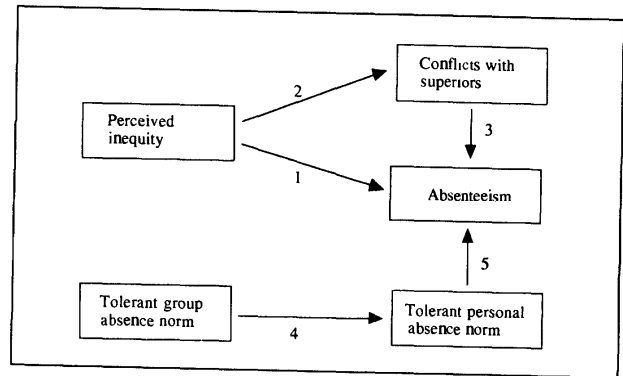 Conflicts with
superiors
2
Perceived
inequity
3
1
Absenteeism
5
Tolerant group
absence norm
4
Tolerant personal
absence norm